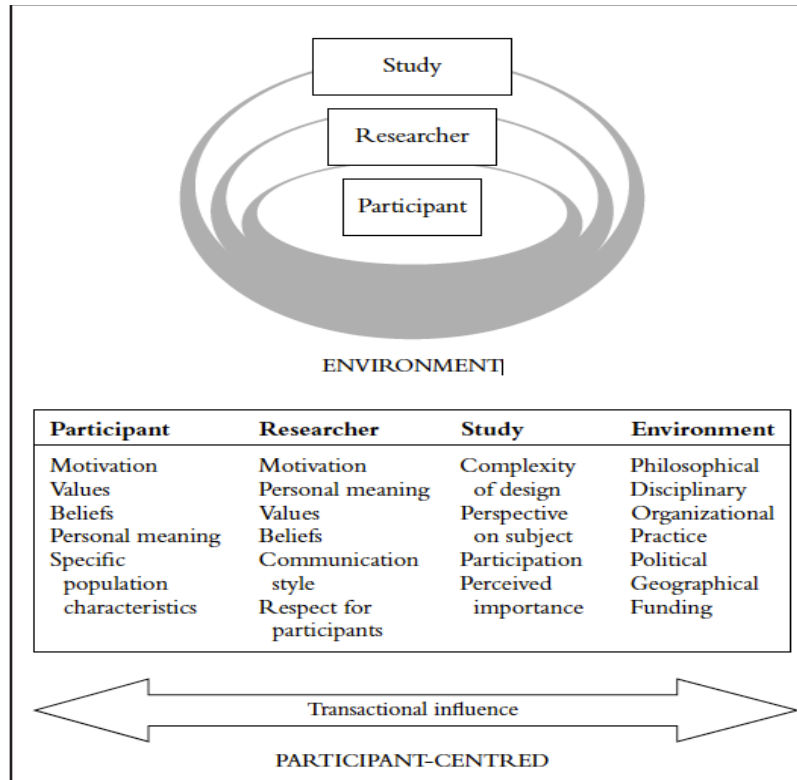 Study
Researcher
Participant
ENVIRONMENT
Participant Researcher Study Environment
Motivation Motivation Complexity Philosophical
Values Personal meaning of design Disciplinary
Beliefs Values Perspective Organizational
Personal meaning Beliefs on subject Practice
Specific Communication Participation Political
population style Perceived Geographical
characteristics Respect for importance Funding
participants
Transactional influence
PARTICIPANT-CENTRED